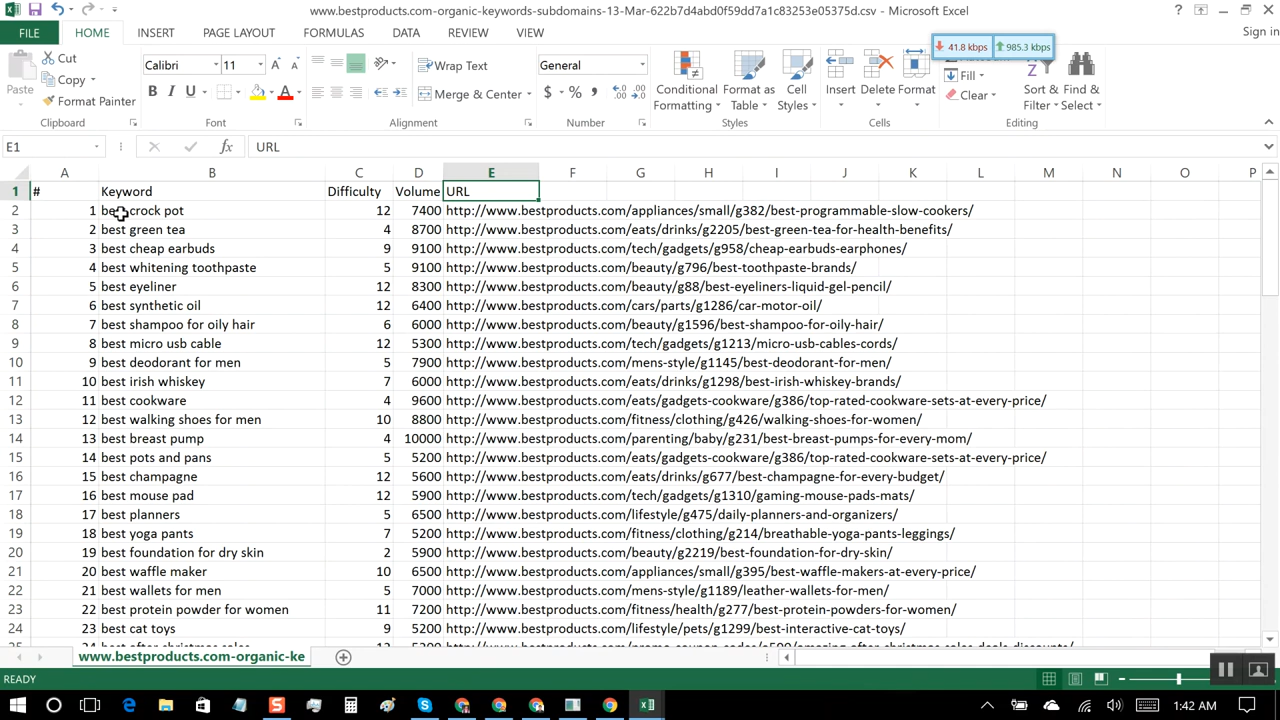 www.bestproducts.com-organic-keywords-subdomains-13-Mar-622b7d4abd0f59dd7a1c83253e05375d.csv - Microsoft Excel
FILE HOME INSERT PAGE LAYOUT FORMULAS DATA REVIEW VIEW Sign in
41.8 kbps 985.3 kbps
Paste Cut Copy Format Painter Clipboard
Calibri 11 B I U A Font
Wrap Text Merge & Center Alignment
General $ % , Number
Conditional Formatting Format as Table Cell Styles Styles
Insert Delete Format Cells
Fill Clear Sort & Filter Find & Select Editing
E1 fx URL
A B C D E F G H I J K L M N O P
1 # Keyword Difficulty Volume URL
2 1 best crock pot 12 7400 http://www.bestproducts.com/appliances/small/g382/best-programmable-slow-cookers/
3 2 best green tea 4 8700 http://www.bestproducts.com/eats/drinks/g2205/best-green-tea-for-health-benefits/
4 3 best cheap earbuds 9 9100 http://www.bestproducts.com/tech/gadgets/g958/cheap-earbuds-earphones/
5 4 best whitening toothpaste 5 9100 http://www.bestproducts.com/beauty/g796/best-toothpaste-brands/
6 5 best eyeliner 12 8300 http://www.bestproducts.com/beauty/g88/best-eyeliners-liquid-gel-pencil/
7 6 best synthetic oil 12 6400 http://www.bestproducts.com/cars/parts/g1286/car-motor-oil/
8 7 best shampoo for oily hair 6 6000 http://www.bestproducts.com/beauty/g1596/best-shampoo-for-oily-hair/
9 8 best micro usb cable 12 5300 http://www.bestproducts.com/tech/gadgets/g1213/micro-usb-cables-cords/
10 9 best deodorant for men 5 7900 http://www.bestproducts.com/mens-style/g1145/best-deodorant-for-men/
11 10 best irish whiskey 7 6000 http://www.bestproducts.com/eats/drinks/g1298/best-irish-whiskey-brands/
12 11 best cookware 4 9600 http://www.bestproducts.com/eats/gadgets-cookware/g386/top-rated-cookware-sets-at-every-price/
13 12 best walking shoes for men 10 8800 http://www.bestproducts.com/fitness/clothing/g426/walking-shoes-for-women/
14 13 best breast pump 4 10000 http://www.bestproducts.com/parenting/baby/g231/best-breast-pumps-for-every-mom/
15 14 best pots and pans 5 5200 http://www.bestproducts.com/eats/gadgets-cookware/g386/top-rated-cookware-sets-at-every-price/
16 15 best champagne 12 5600 http://www.bestproducts.com/eats/drinks/g677/best-champagne-for-every-budget/
17 16 best mouse pad 12 5900 http://www.bestproducts.com/tech/gadgets/g1310/gaming-mouse-pads-mats/
18 17 best planners 5 6500 http://www.bestproducts.com/lifestyle/g475/daily-planners-and-organizers/
19 18 best yoga pants 7 5200 http://www.bestproducts.com/fitness/clothing/g214/breathable-yoga-pants-leggings/
20 19 best foundation for dry skin 2 5900 http://www.bestproducts.com/beauty/g2219/best-foundation-for-dry-skin/
21 20 best waffle maker 10 6500 http://www.bestproducts.com/appliances/small/g395/best-waffle-makers-at-every-price/
22 21 best wallets for men 5 7000 http://www.bestproducts.com/mens-style/g1189/leather-wallets-for-men/
23 22 best protein powder for women 11 7200 http://www.bestproducts.com/fitness/health/g277/best-protein-powders-for-women/
24 23 best cat toys 9 5200 http://www.bestproducts.com/lifestyle/pets/g1299/best-interactive-cat-toys/
www.bestproducts.com-organic-ke
READY
1:42 AM